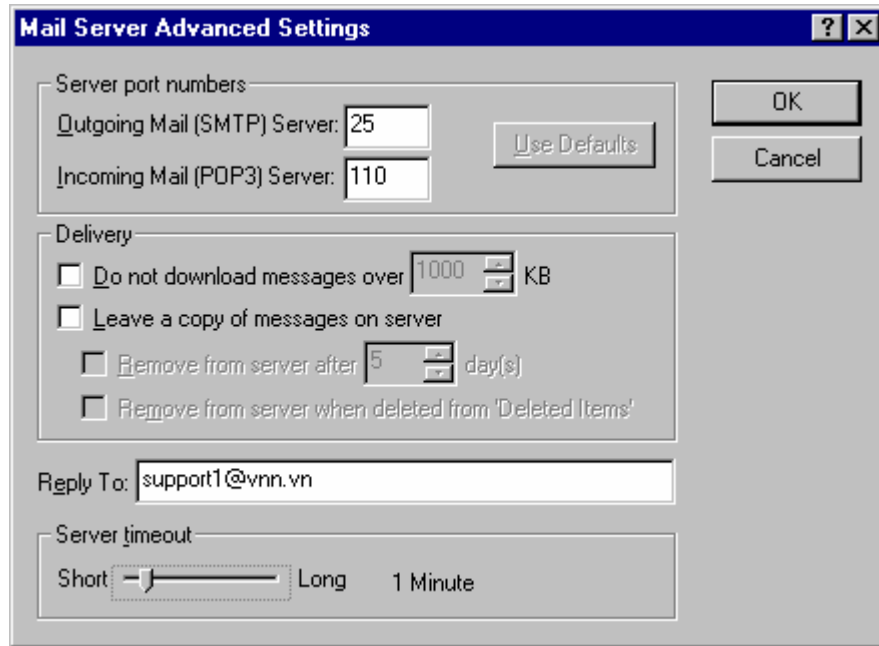 Mail Server Advanced Settings
Server port numbers
Outgoing Mail (SMTP) Server: 25
Incoming Mail (POP3) Server: 110
Use Defaults
OK
Cancel
Delivery
Do not download messages over 1000 KB
Leave a copy of messages on server
Remove from server after 5 day(s)
Remove from server when deleted from 'Deleted Items'
Reply To: support1@vnn.vn
Server timeout
Short Long 1 Minute